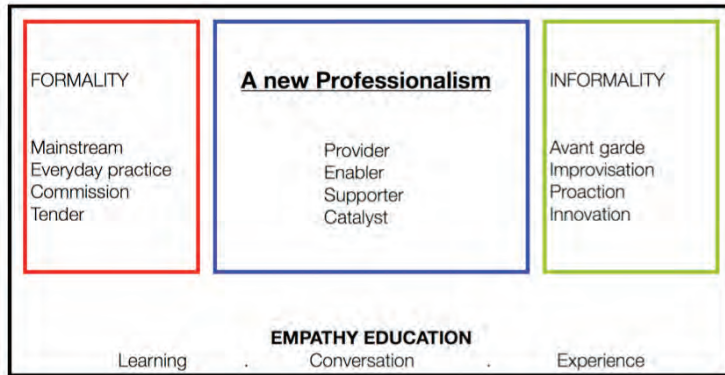 FORMALITY
Mainstream
Everyday practice
Commission
Tender
A new Professionalism
Provider
Enabler
Supporter
Catalyst
INFORMALITY
Avant garde
Improvisation
Proaction
Innovation
EMPATHY EDUCATION
Learning . Conversation . Experience